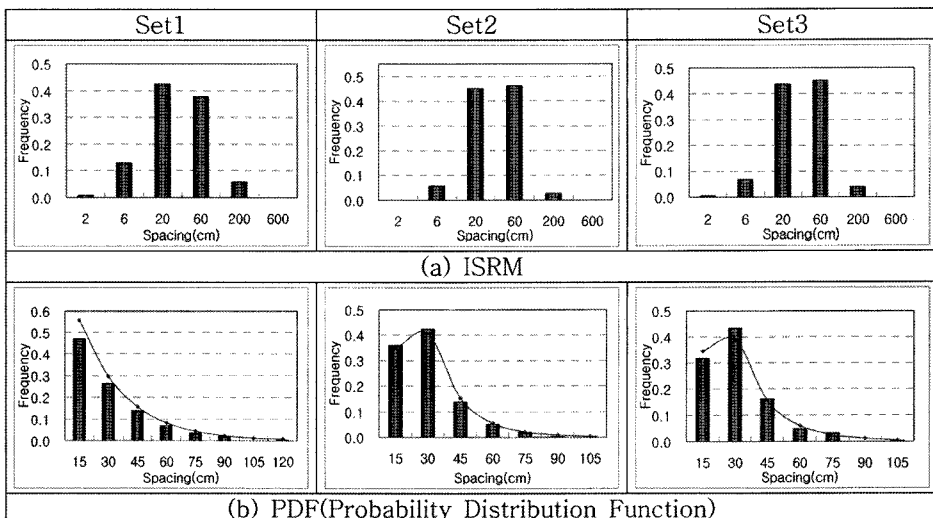 Set1 Set2 Set3
0.5 0.4 0.3 0.2 0.1 0.0
Frequency
2 6 20 60 200 600
Spacing(cm)
0.5 0.4 0.3 0.2 0.1 0.0
Frequency
2 6 20 60 200 600
Spacing(cm)
0.5 0.4 0.3 0.2 0.1 0.0
Frequency
2 6 20 60 200 600
Spacing(cm)
(a) ISRM
0.6 0.5 0.4 0.3 0.2 0.1 0.0
Frequency
15 30 45 60 75 90 105 120
Spacing(cm)
0.5 0.4 0.3 0.2 0.1 0.0
Frequency
15 30 45 60 75 90 105
Spacing(cm)
0.5 0.4 0.3 0.2 0.1 0.0
Frequency
15 30 45 60 75 90 105
Spacing(cm)
(b) PDF(Probability Distribution Function)